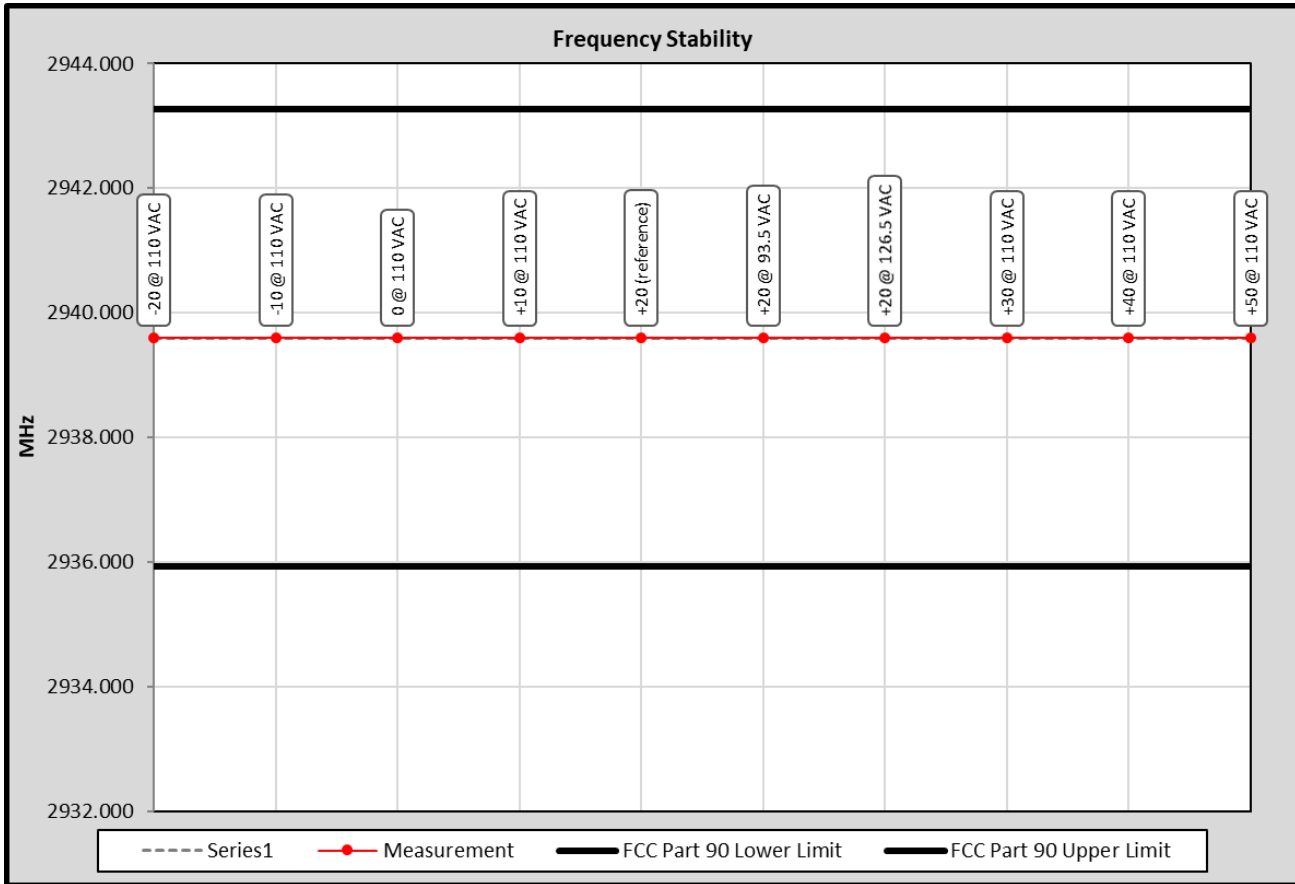 Frequency Stability
2944.000
2942.000
2940.000
2938.000
2936.000
2934.000
2932.000
MHz
-20 @ 110 VAC
-10 @ 110 VAC
0 @ 110 VAC
+10 @ 110 VAC
+20 (reference)
+20 @ 93.5 VAC
+20 @ 126.5 VAC
+30 @ 110 VAC
+40 @ 110 VAC
+50 @ 110 VAC
Series1 Measurement FCC Part 90 Lower Limit FCC Part 90 Upper Limit